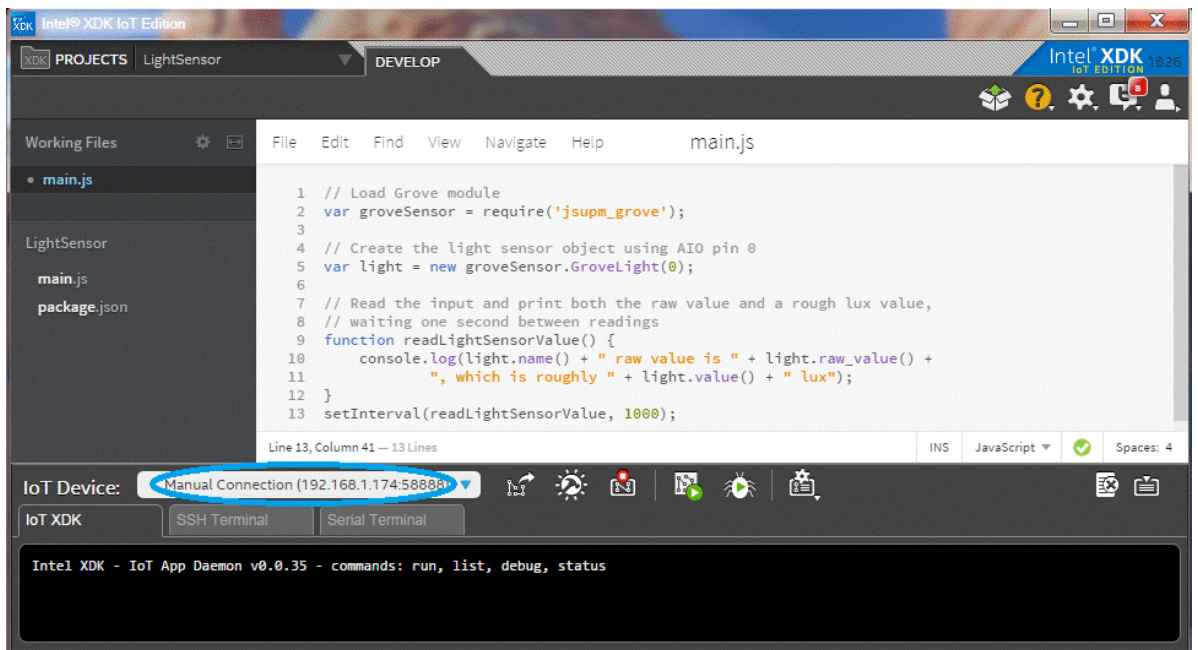 XDK Intel® XDK IoT Edition
XDK PROJECTS LightSensor DEVELOP Intel® XDK 1826
IoT EDITION
?
Working Files File Edit Find View Navigate Help main.js
• main.js
LightSensor
main.js
package.json
1 // Load Grove module
2 var groveSensor = require('jsupm_grove');
3
4 // Create the light sensor object using AIO pin 0
5 var light = new groveSensor.GroveLight(0);
6
7 // Read the input and print both the raw value and a rough lux value,
8 // waiting one second between readings
9 function readLightSensorValue() {
10 console.log(light.name() + " raw value is " + light.raw_value() +
11 ", which is roughly " + light.value() + " lux");
12 }
13 setInterval(readLightSensorValue, 1000);
Line 13, Column 41 — 13 Lines INS JavaScript Spaces: 4
IoT Device: Manual Connection (192.168.1.174:58888)
IoT XDK SSH Terminal Serial Terminal
Intel XDK - IoT App Daemon v0.0.35 - commands: run, list, debug, status